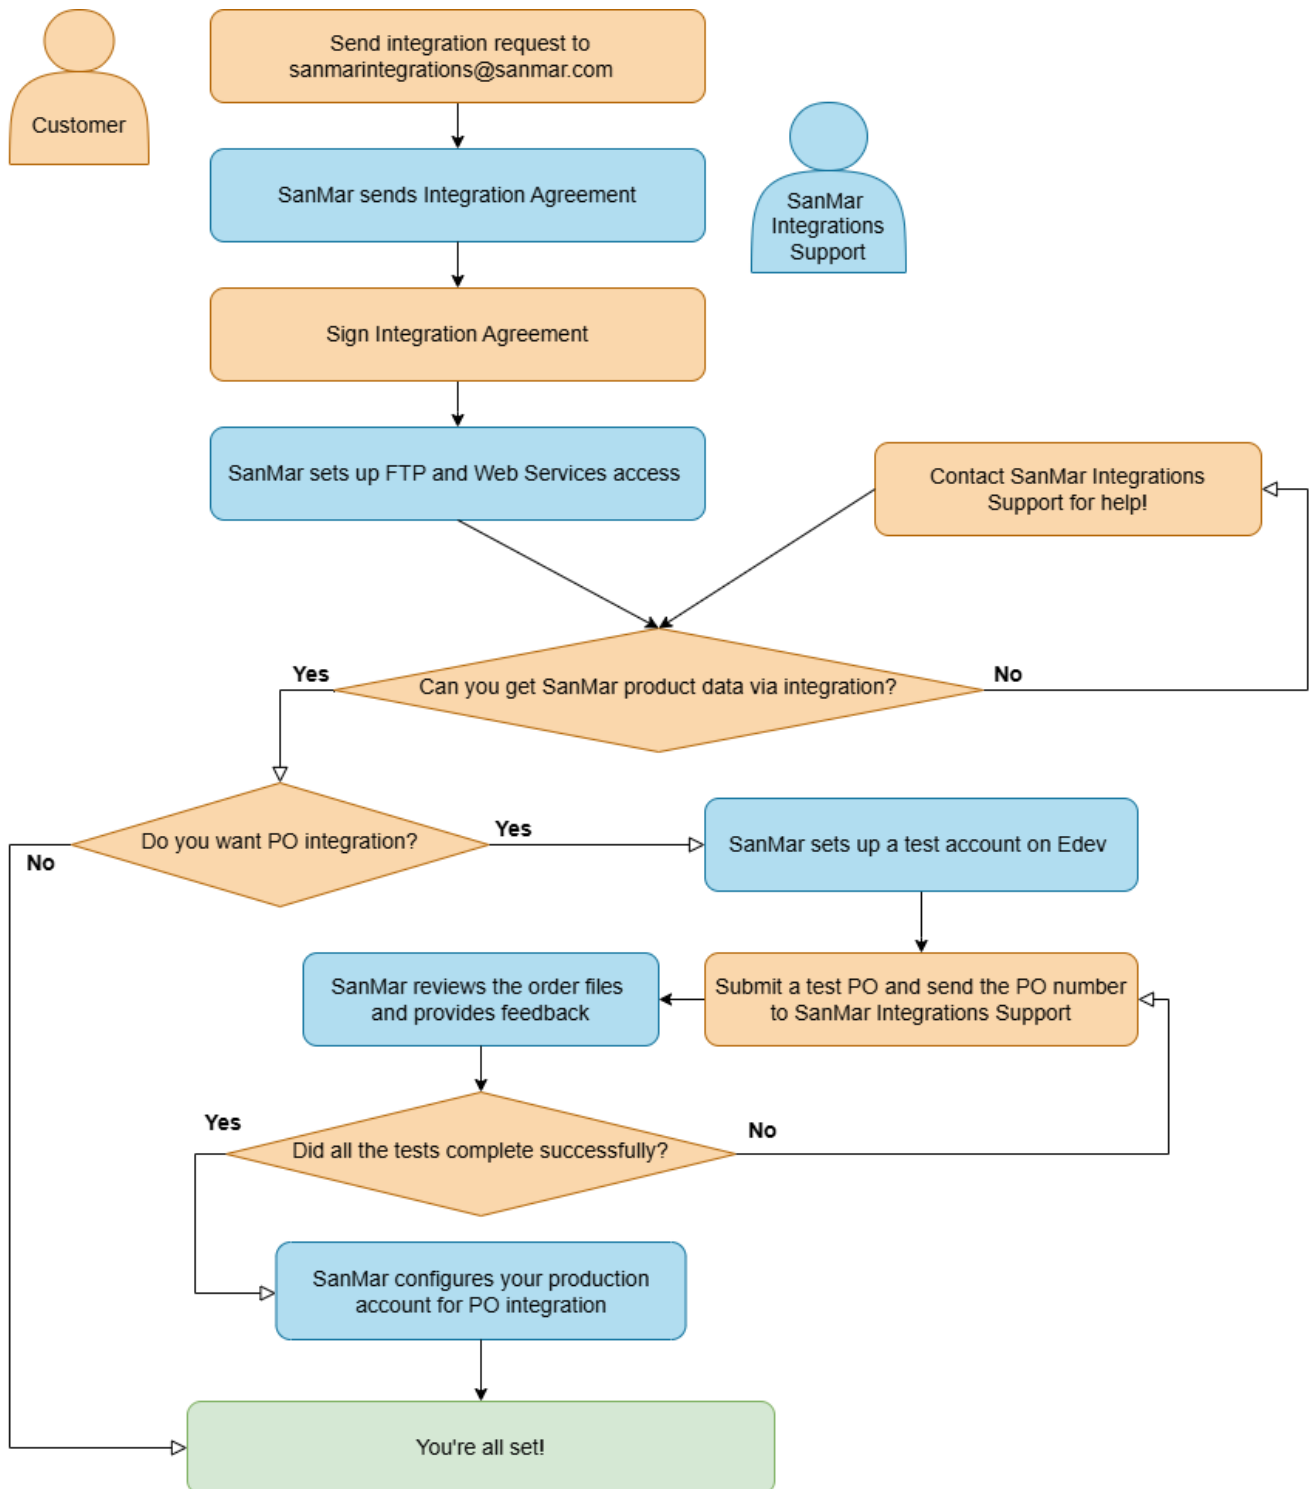 Customer
Send integration request to
sanmarintegrations@sanmar.com
SanMar sends Integration Agreement
SanMar
Integrations
Support
Sign Integration Agreement
SanMar sets up FTP and Web Services access
Contact SanMar Integrations
Support for help!
Can you get SanMar product data via integration?
Yes
No
Do you want PO integration?
Yes
No
SanMar sets up a test account on Edev
Submit a test PO and send the PO number
to SanMar Integrations Support
SanMar reviews the order files
and provides feedback
Did all the tests complete successfully?
Yes
No
SanMar configures your production
account for PO integration
You're all set!